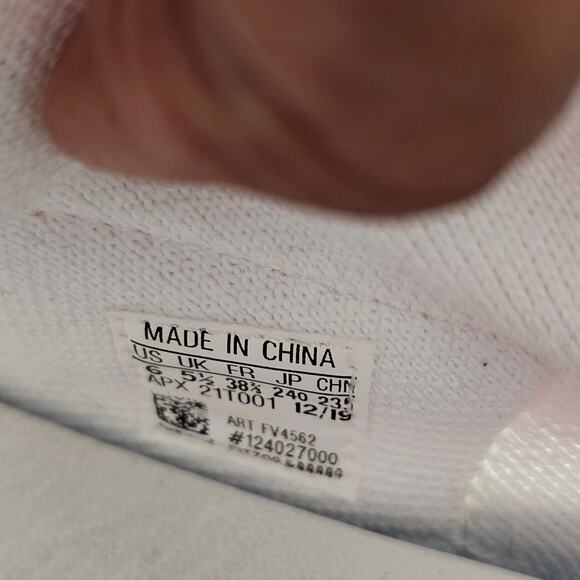 MADE IN CHINA
US UK FR JP CHN
6 5½ 38⅔ 240 235
APX 21T001 12/19
ART FV4562
#124027000